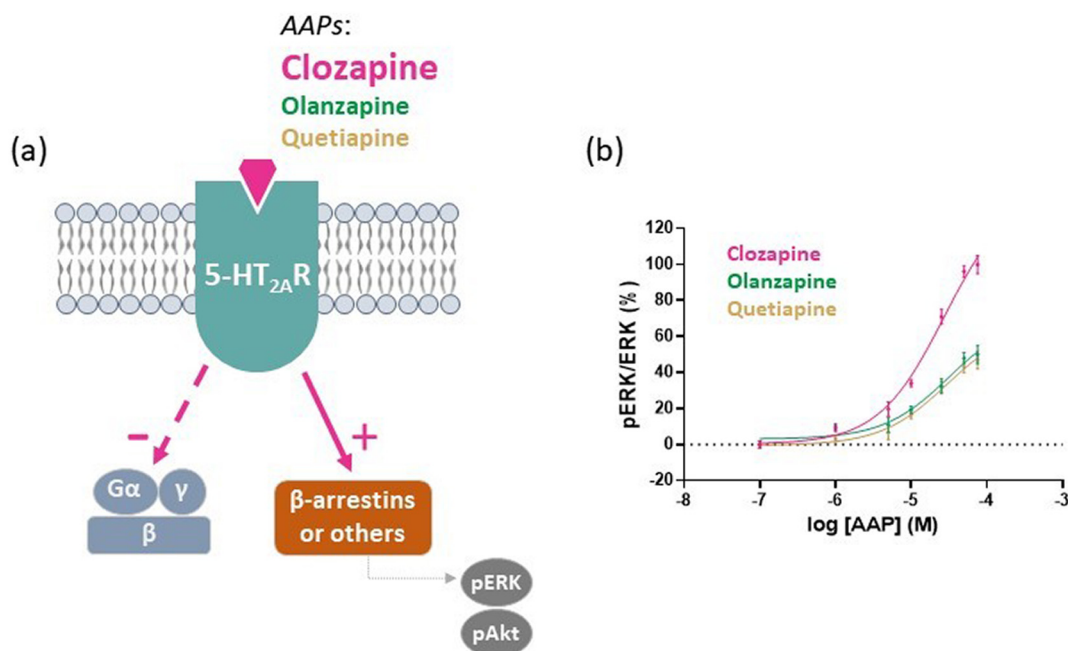 AAPs:
Clozapine
Olanzapine
Quetiapine
(a)
5-HT2AR
−
+
Gα
γ
β
β-arrestins
or others
pERK
pAkt
(b)
120
100
80
60
40
20
0
-20
pERK/ERK (%)
Clozapine
Olanzapine
Quetiapine
-8
-7
-6
-5
-4
-3
log [AAP] (M)